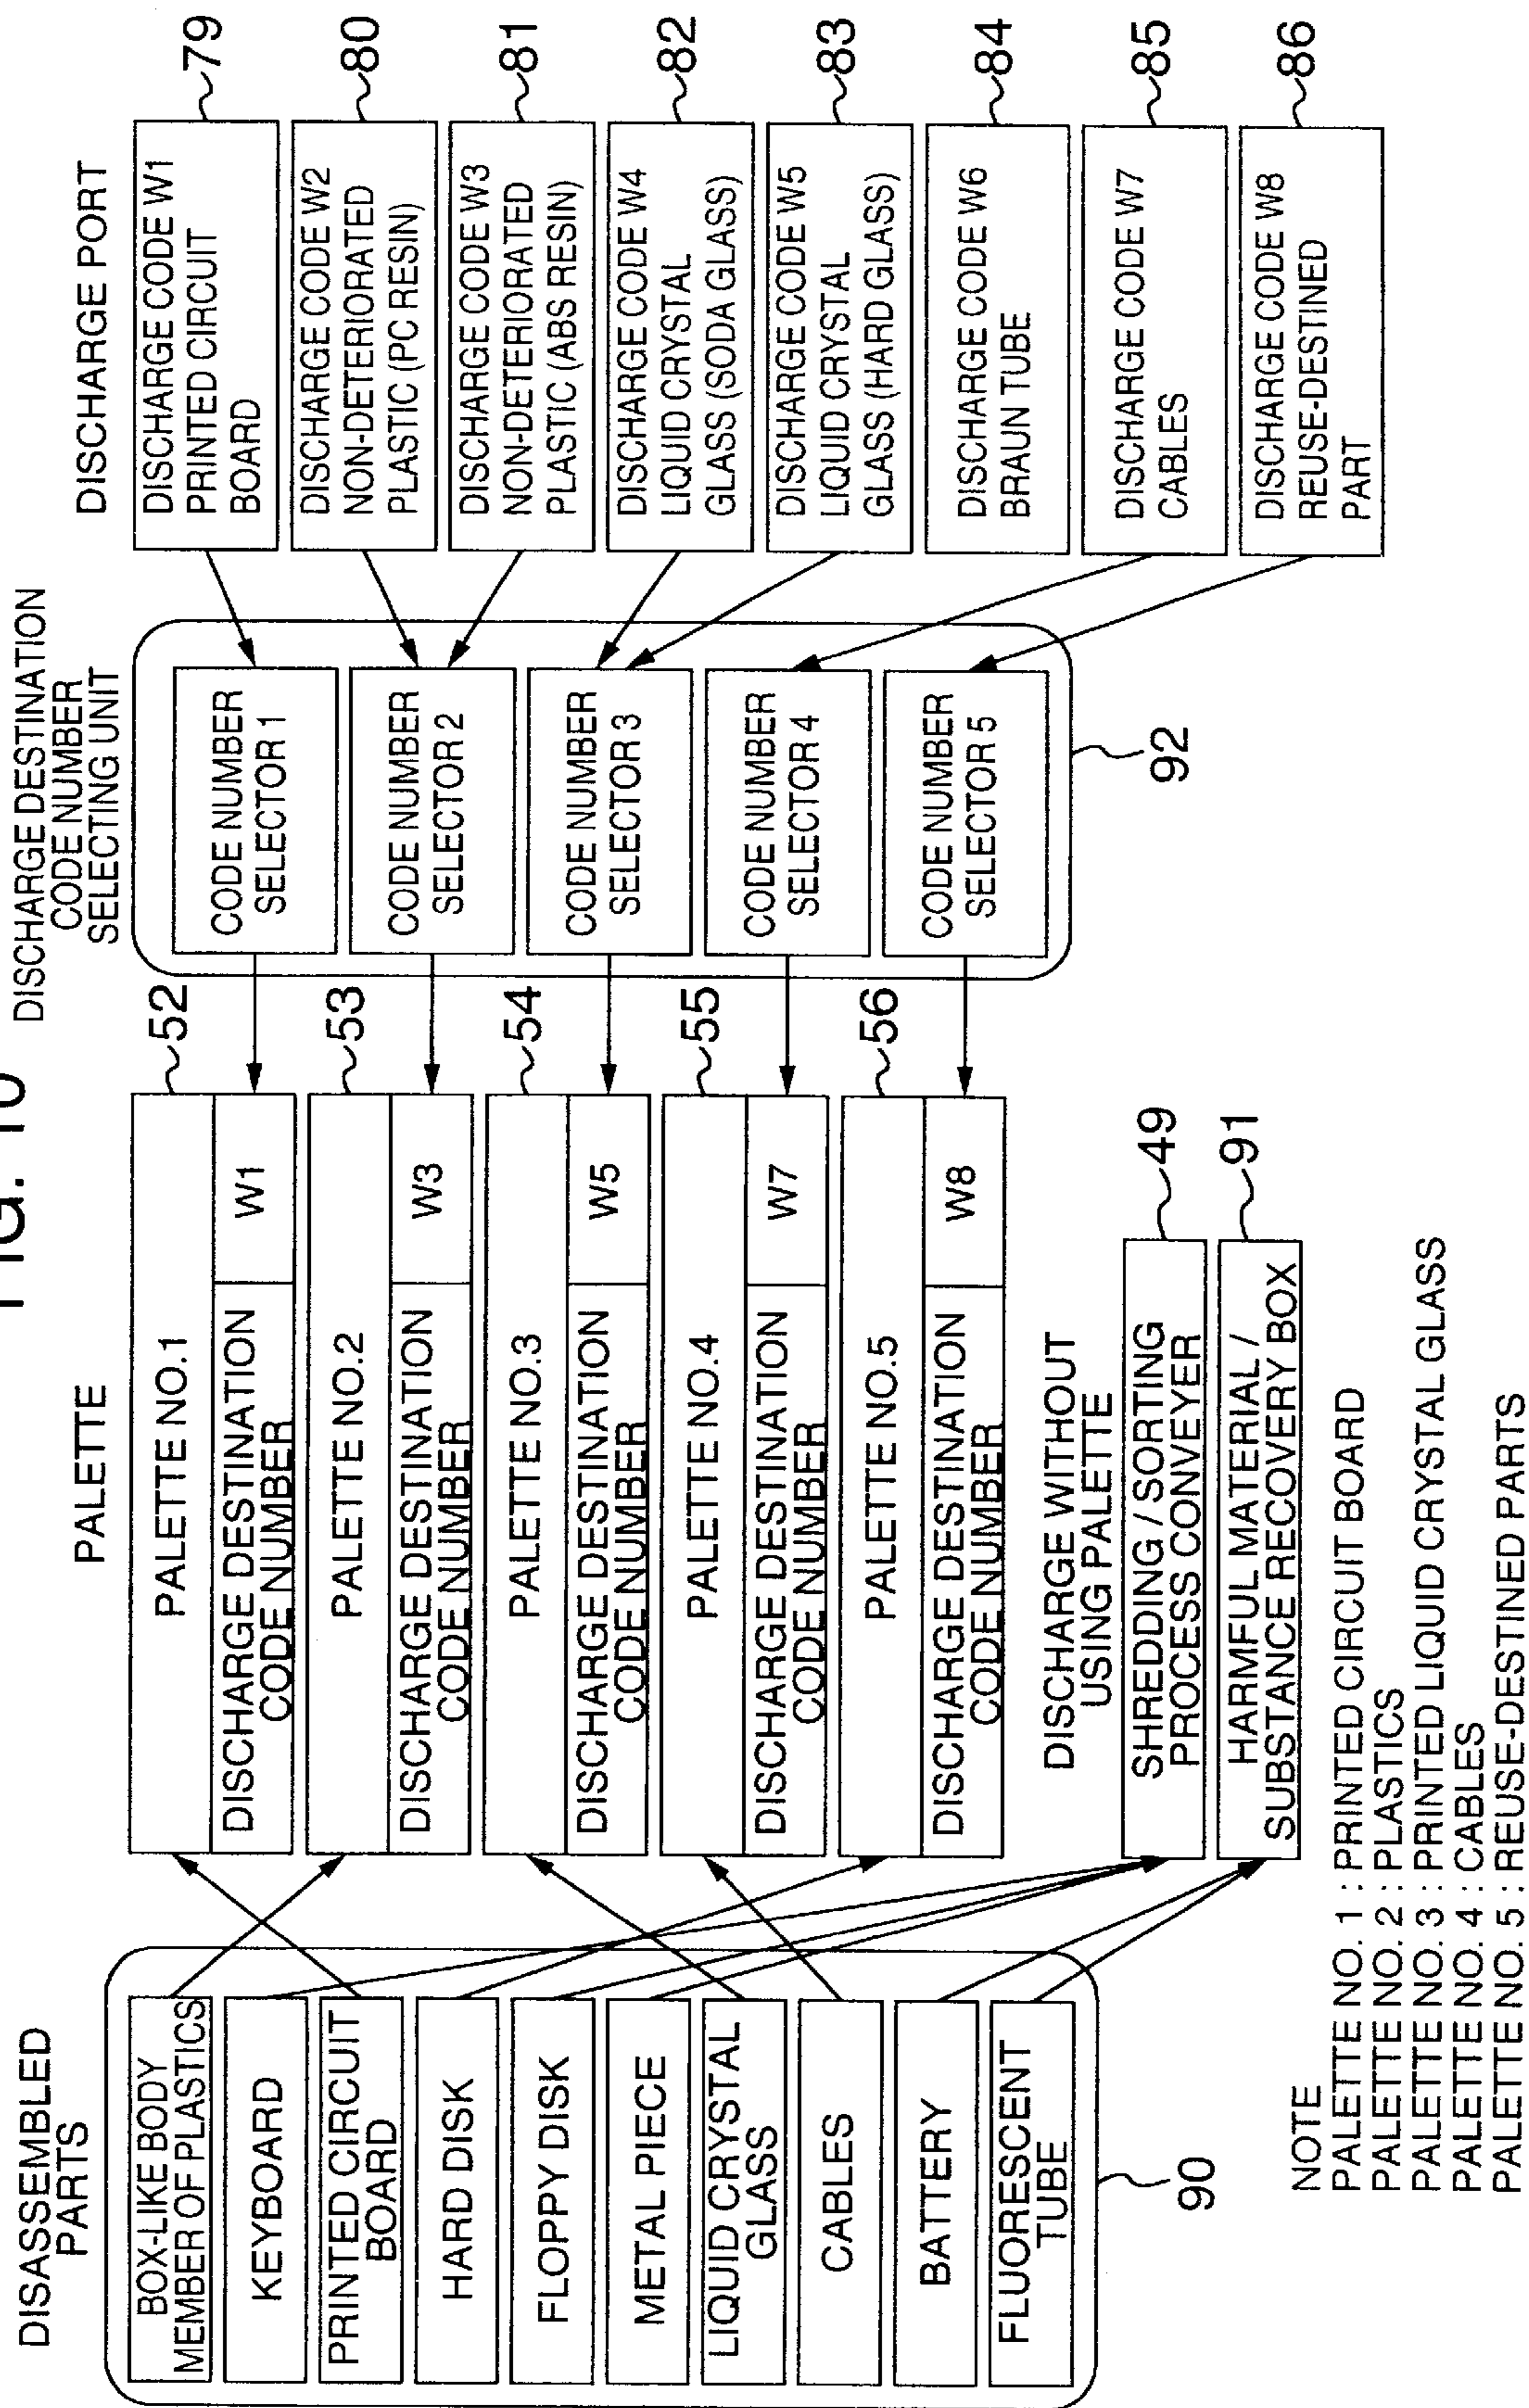 FIG. 10
DISASSEMBLED
PARTS
BOX-LIKE BODY
MEMBER OF PLASTICS
KEYBOARD
PRINTED CIRCUIT
BOARD
HARD DISK
FLOPPY DISK
METAL PIECE
LIQUID CRYSTAL
GLASS
CABLES
BATTERY
FLUORESCENT
TUBE
90
PALETTE
PALETTE NO.1
DISCHARGE DESTINATION
CODE NUMBER
W1
52
PALETTE NO.2
DISCHARGE DESTINATION
CODE NUMBER
W3
53
PALETTE NO.3
DISCHARGE DESTINATION
CODE NUMBER
W5
54
PALETTE NO.4
DISCHARGE DESTINATION
CODE NUMBER
W7
55
PALETTE NO.5
DISCHARGE DESTINATION
CODE NUMBER
W8
56
DISCHARGE WITHOUT
USING PALETTE
SHREDDING / SORTING
PROCESS CONVEYER
49
HARMFUL MATERIAL /
SUBSTANCE RECOVERY BOX
91
DISCHARGE DESTINATION
CODE NUMBER
SELECTING UNIT
CODE NUMBER
SELECTOR 1
CODE NUMBER
SELECTOR 2
CODE NUMBER
SELECTOR 3
CODE NUMBER
SELECTOR 4
CODE NUMBER
SELECTOR 5
92
DISCHARGE PORT
DISCHARGE CODE W1
PRINTED CIRCUIT
BOARD
79
DISCHARGE CODE W2
NON-DETERIORATED
PLASTIC (PC RESIN)
80
DISCHARGE CODE W3
NON-DETERIORATED
PLASTIC (ABS RESIN)
81
DISCHARGE CODE W4
LIQUID CRYSTAL
GLASS (SODA GLASS)
82
DISCHARGE CODE W5
LIQUID CRYSTAL
GLASS (HARD GLASS)
83
DISCHARGE CODE W6
BRAUN TUBE
84
DISCHARGE CODE W7
CABLES
85
DISCHARGE CODE W8
REUSE-DESTINED
PART
86
NOTE
PALETTE NO. 1 : PRINTED CIRCUIT BOARD
PALETTE NO. 2 : PLASTICS
PALETTE NO. 3 : PRINTED LIQUID CRYSTAL GLASS
PALETTE NO. 4 : CABLES
PALETTE NO. 5 : REUSE-DESTINED PARTS